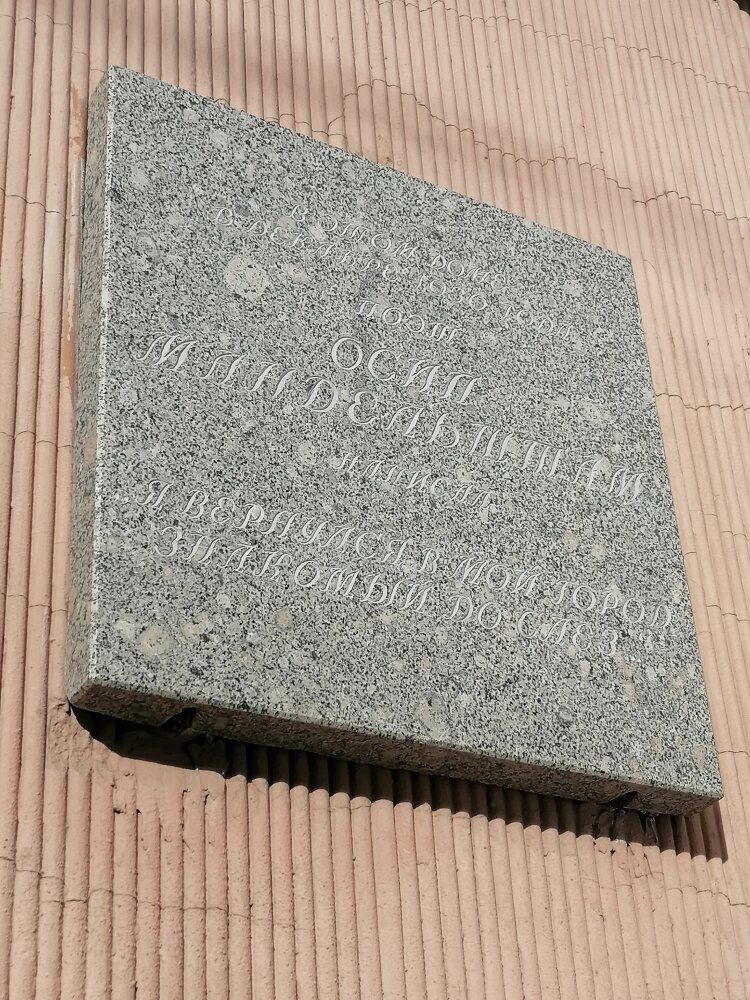 В ЭТОМ ДОМЕ
В ДЕКАБРЕ 1930 ГОДА
ПОЭТ
ОСИП
МАНДЕЛЬШТАМ
НАПИСАЛ
"...Я ВЕРНУЛСЯ В МОЙ ГОРОД,
ЗНАКОМЫЙ ДО СЛЕЗ..."